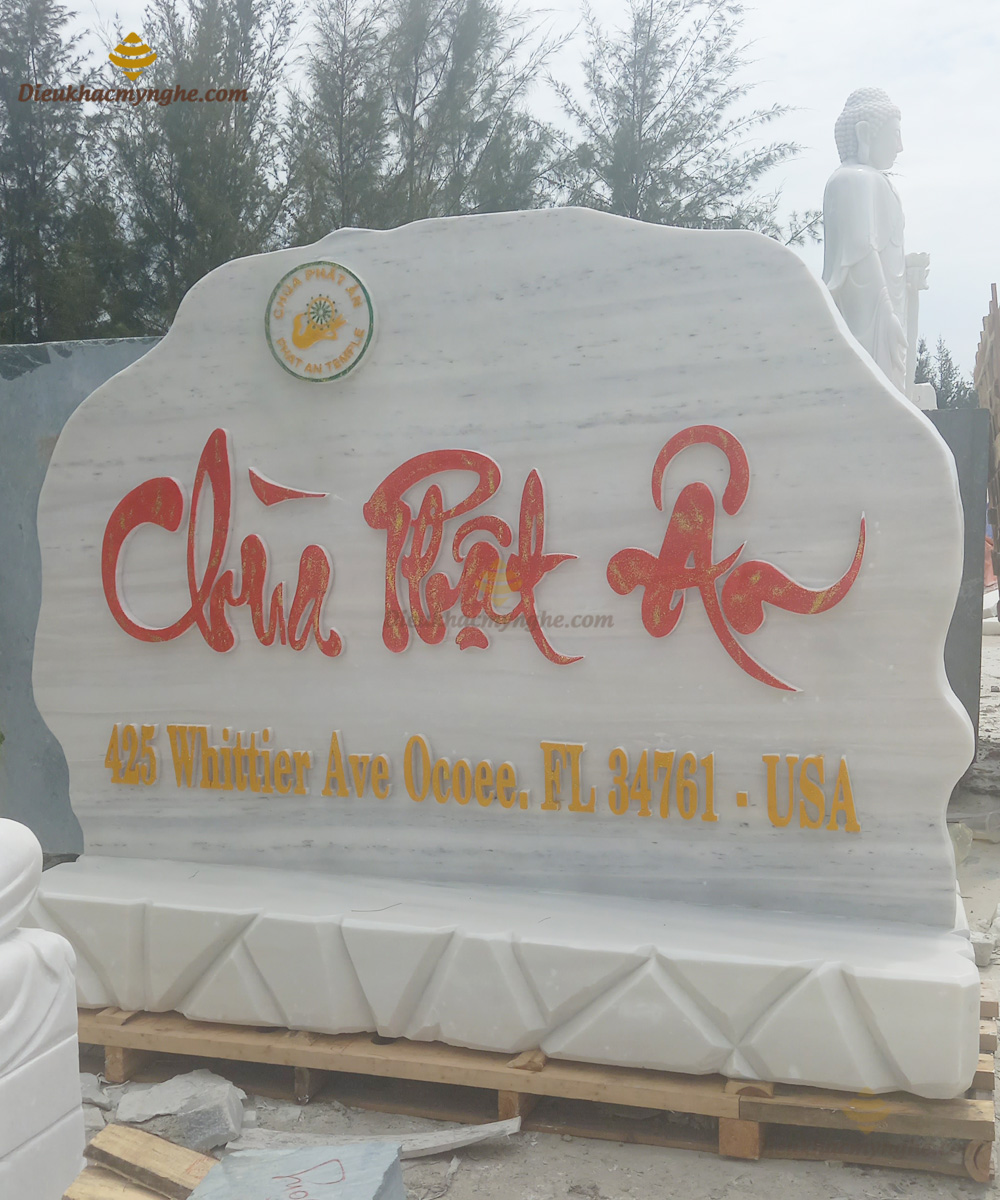 Dieukhacmynghe.com
CHÙA PHẬT ÂN
PHAT AN TEMPLE
Chùa Phật Ân
Dieukhacmynghe.com
425 Whittier Ave Ocoee. FL 34761 - USA